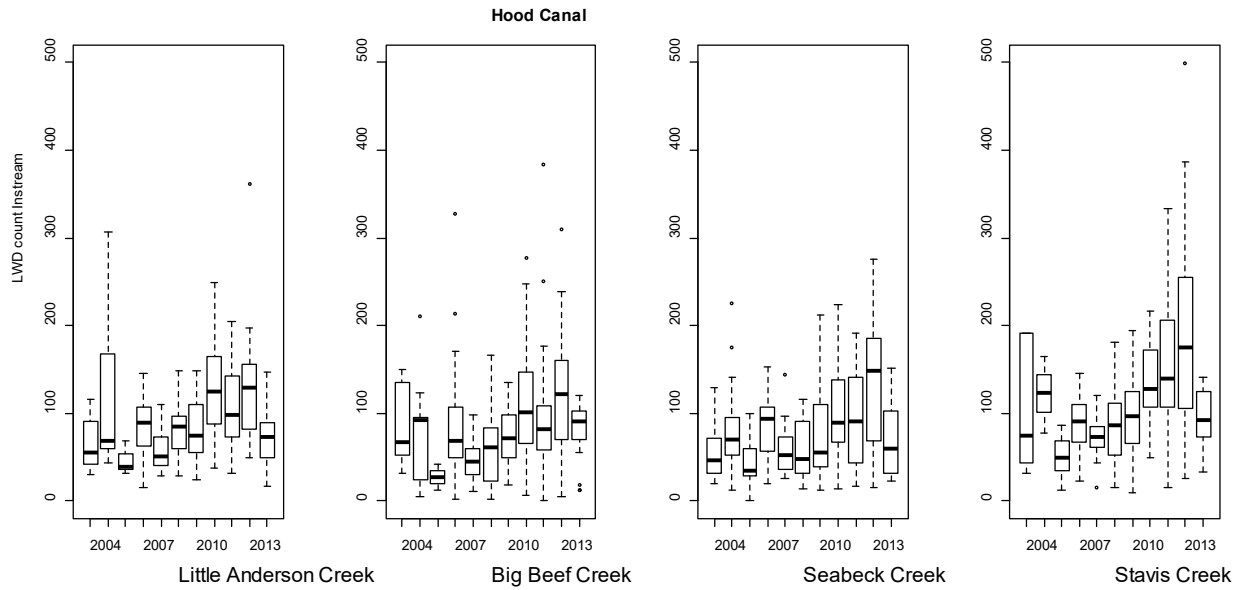 Hood Canal
LWD count Instream
500
400
300
200
100
0
2004 2007 2010 2013
Little Anderson Creek
500
400
300
200
100
0
2004 2007 2010 2013
Big Beef Creek
500
400
300
200
100
0
2004 2007 2010 2013
Seabeck Creek
500
400
300
200
100
0
2004 2007 2010 2013
Stavis Creek